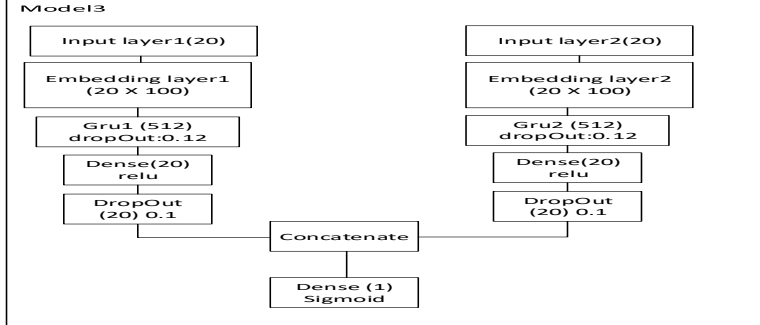 Model3
Input layer1(20)
Embedding layer1
(20 X 100)
Gru1 (512)
dropOut:0.12
Dense(20)
relu
DropOut
(20) 0.1
Input layer2(20)
Embedding layer2
(20 X 100)
Gru2 (512)
dropOut:0.12
Dense(20)
relu
DropOut
(20) 0.1
Concatenate
Dense (1)
Sigmoid